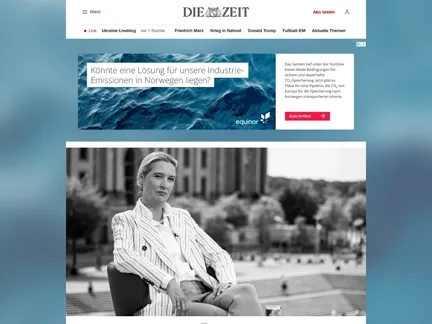 Menü
DIE ZEIT
Abo testen
Live Ukraine-Liveblog vor 1 Stunde Friedrich Merz Krieg in Nahost Donald Trump Fußball-EM Aktuelle Themen
Könnte eine Lösung für unsere Industrie-
Emissionen in Norwegen liegen?
equinor
Das Gestein tief unter der Nordsee
bietet ideale Bedingungen für
sichere und dauerhafte
CO₂-Speicherung. Jetzt gibt es
Pläne für eine Pipeline, die CO₂ von
Europa für die Speicherung nach
Norwegen transportieren könnte.
Zum Artikel